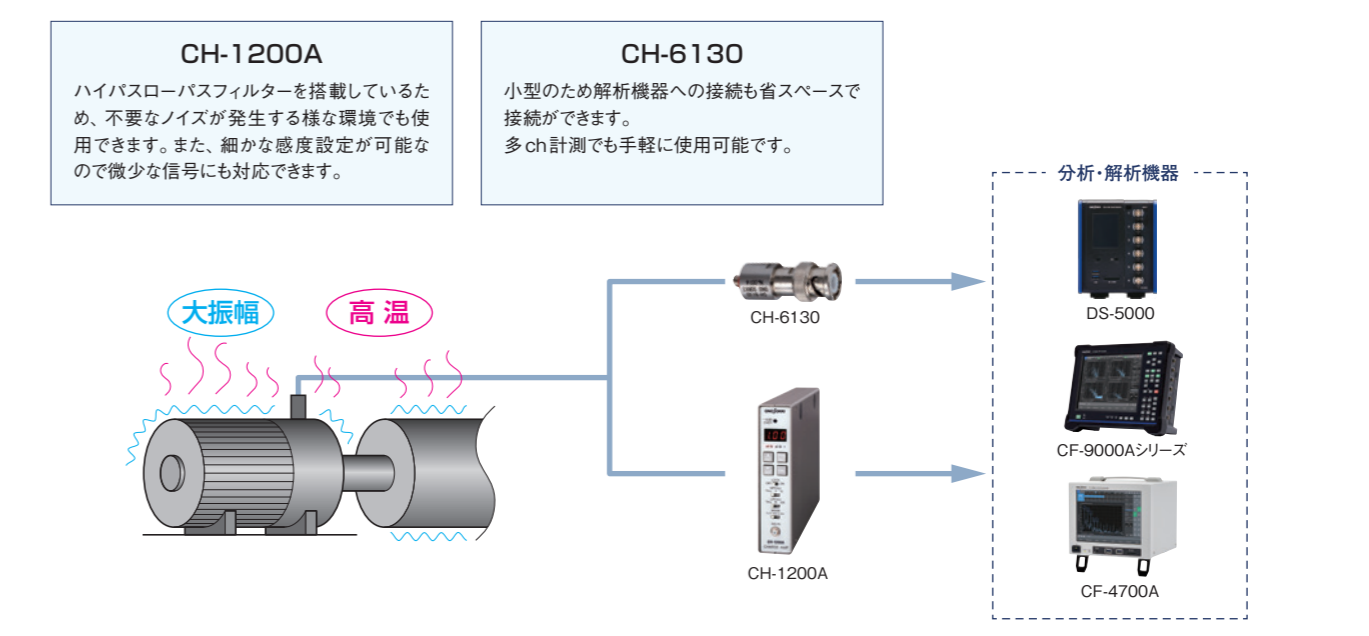 CH-1200A
ハイパスローパスフィルターを搭載しているた
め、不要なノイズが発生する様な環境でも使
用できます。また、細かな感度設定が可能な
ので微少な信号にも対応できます。
CH-6130
小型のため解析機器への接続も省スペースで
接続ができます。
多ch計測でも手軽に使用可能です。
分析・解析機器
大振幅
高温
CH-6130
DS-5000
CF-9000Aシリーズ
1.00
CH-1200A
CF-4700A